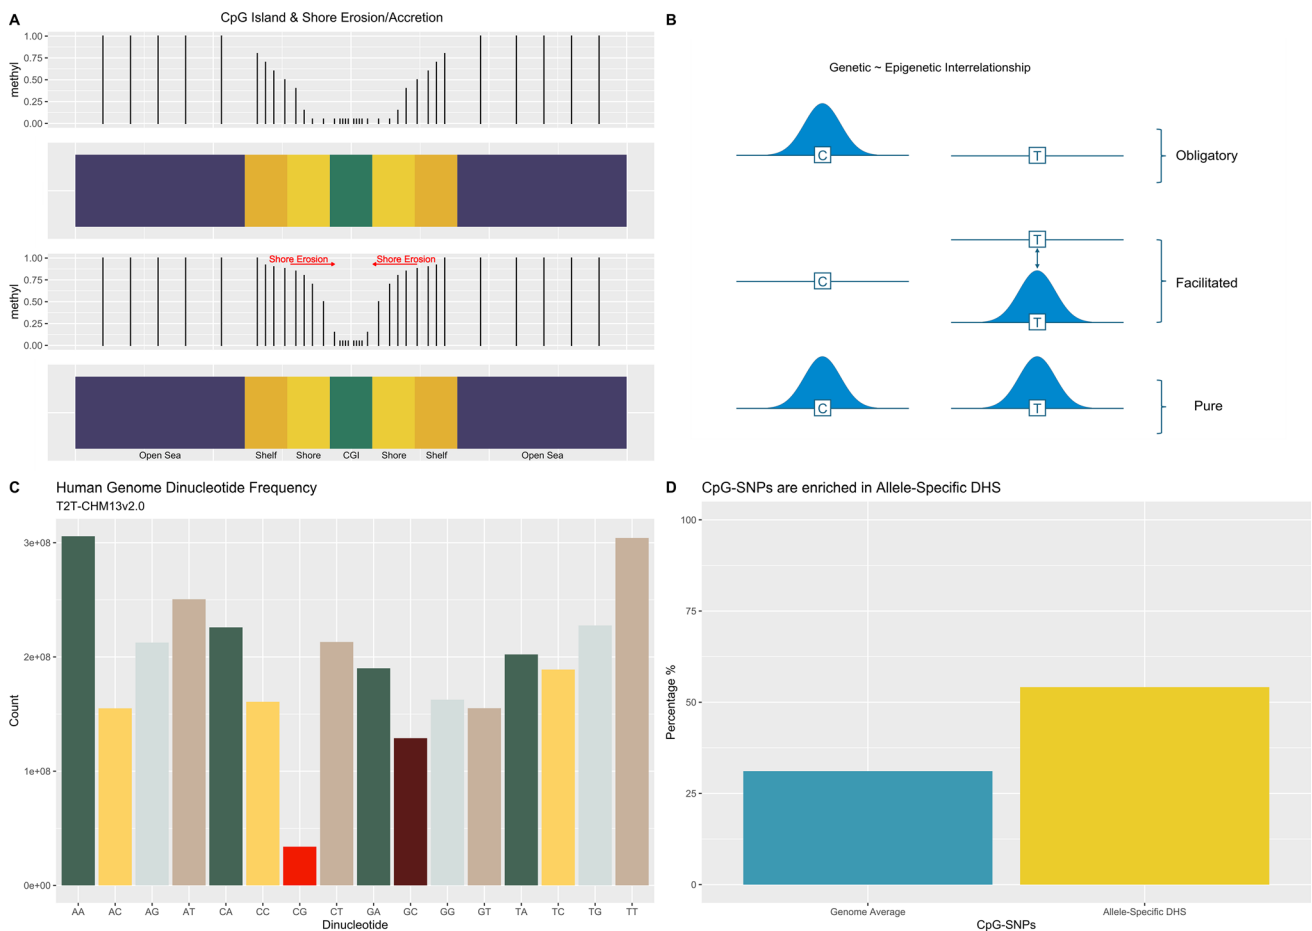 A
CpG Island & Shore Erosion/Accretion
methyl
1.00
0.75
0.50
0.25
0.00
Shore Erosion
Shore Erosion
methyl
1.00
0.75
0.50
0.25
0.00
Open Sea
Shelf
Shore
CGI
Shore
Shelf
Open Sea
B
Genetic ~ Epigenetic Interrelationship
C
T
Obligatory
T
C
T
Facilitated
C
T
Pure
C
Human Genome Dinucleotide Frequency
T2T-CHM13v2.0
Count
3e+08
2e+08
1e+08
0e+00
AA
AC
AG
AT
CA
CC
CG
CT
GA
GC
GG
GT
TA
TC
TG
TT
Dinucleotide
D
CpG-SNPs are enriched in Allele-Specific DHS
Percentage %
100
75
50
25
0
Genome Average
Allele-Specific DHS
CpG-SNPs